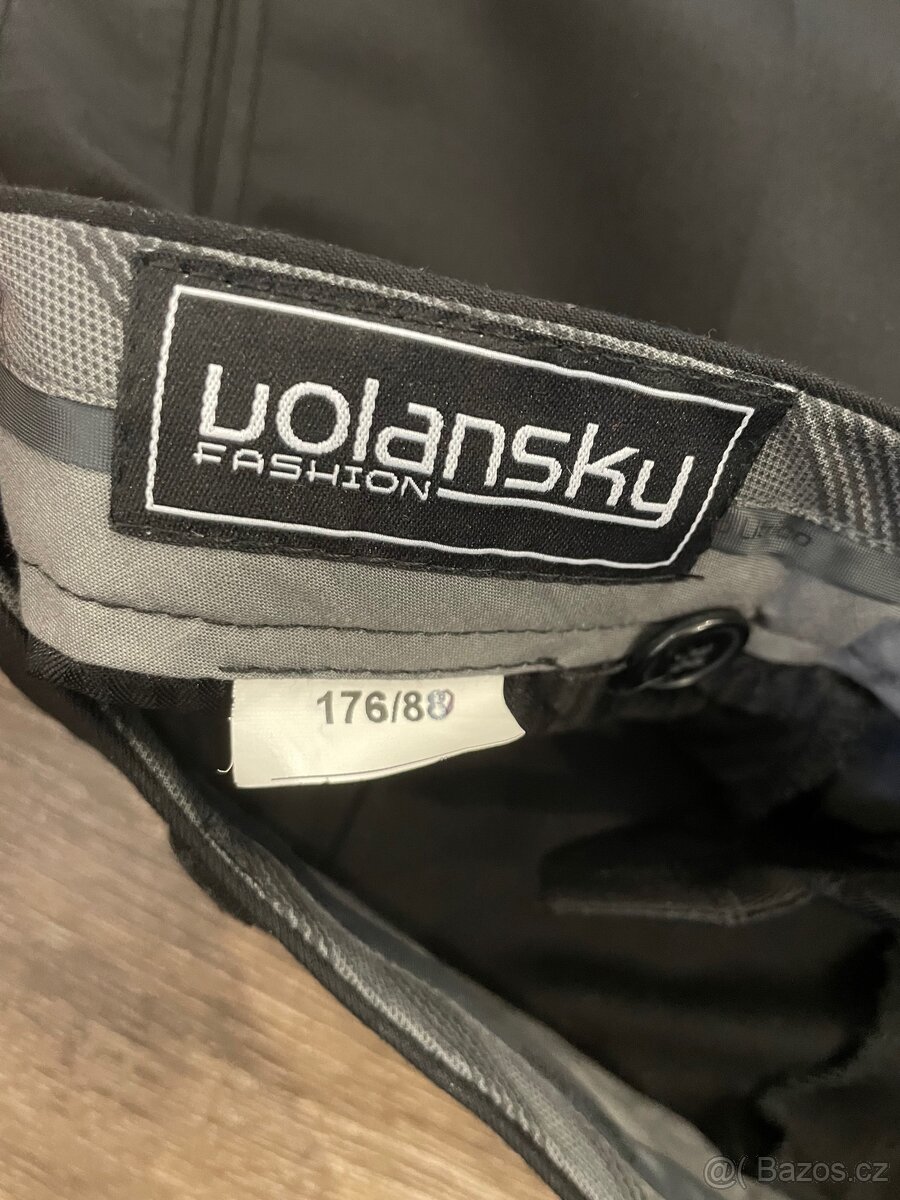 volansky
FASHION
176/88
@( Bazos.cz